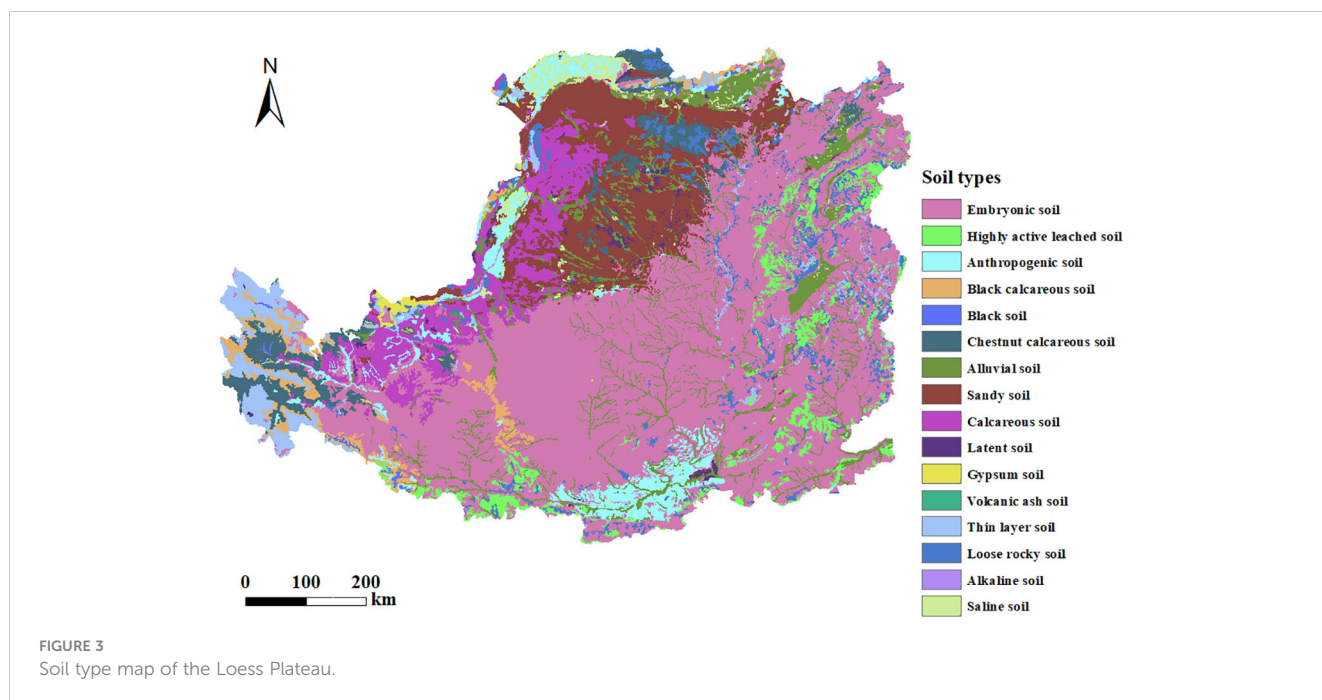 N
Soil types
Embryonic soil
Highly active leached soil
Anthropogenic soil
Black calcareous soil
Black soil
Chestnut calcareous soil
Alluvial soil
Sandy soil
Calcareous soil
Latent soil
Gypsum soil
Volcanic ash soil
Thin layer soil
Loose rocky soil
Alkaline soil
Saline soil
0 100 200
km
FIGURE 3
Soil type map of the Loess Plateau.